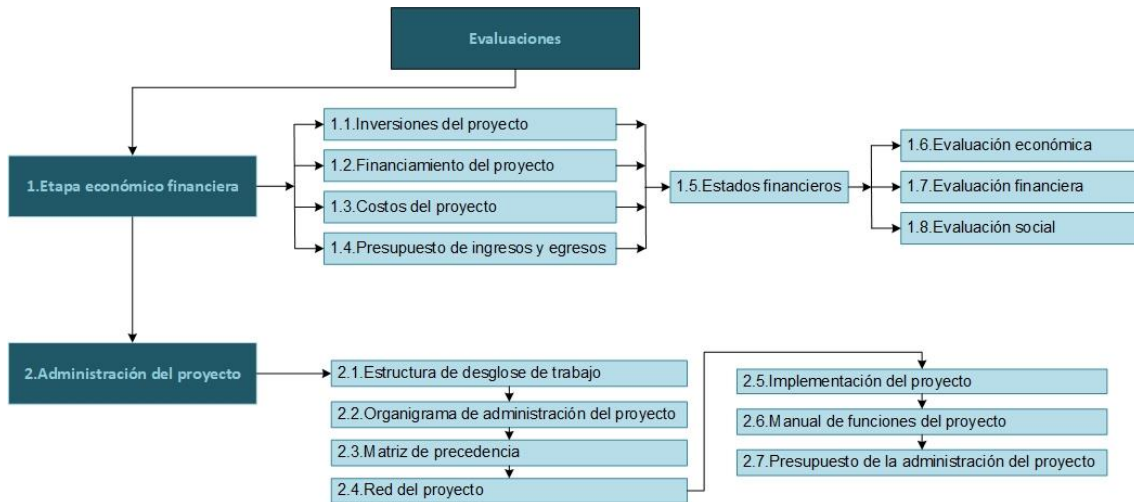 Evaluaciones
1.Etapa económico financiera
1.1.Inversiones del proyecto
1.2.Financiamiento del proyecto
1.3.Costos del proyecto
1.4.Presupuesto de ingresos y egresos
1.5.Estados financieros
1.6.Evaluación económica
1.7.Evaluación financiera
1.8.Evaluación social
2.Administración del proyecto
2.1.Estructura de desglose de trabajo
2.2.Organigrama de administración del proyecto
2.3.Matriz de precedencia
2.4.Red del proyecto
2.5.Implementación del proyecto
2.6.Manual de funciones del proyecto
2.7.Presupuesto de la administración del proyecto